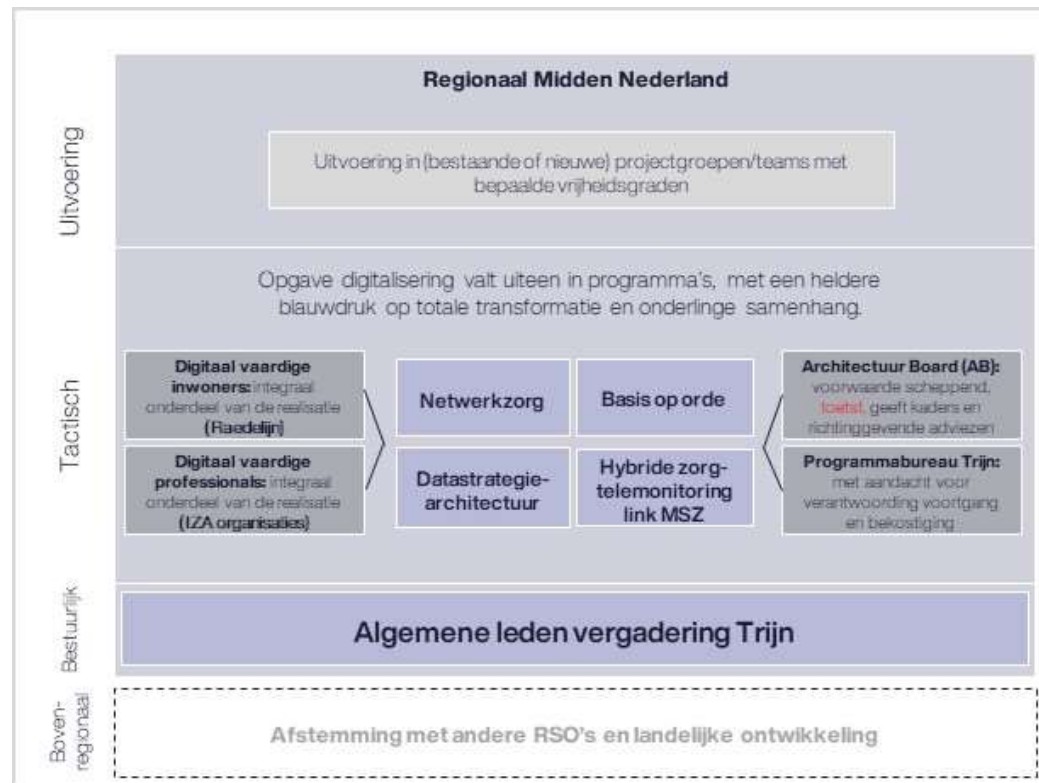 Regionaal Midden Nederland
Uitvoering
Uitvoering in (bestaande of nieuwe) projectgroepen/teams met
bepaalde vrijheidsgraden
Tactisch
Opgave digitalisering valt uiteen in programma's, met een heldere
blauwdruk op totale transformatie en onderlinge samenhang.
Digitaal vaardige
inwoners: integraal
onderdeel van de realisatie
(Raedelijn)
Digitaal vaardige
professionals: integraal
onderdeel van de realisatie
(IZA organisaties)
Netwerkzorg
Basis op orde
Datastrategie-
architectuur
Hybride zorg-
telemonitoring
link MSZ
Architectuur Board (AB):
voorwaarde scheppend,
toetst, geeft kaders en
richtinggevende adviezen
Programmabureau Trijn:
met aandacht voor
verantwoording voortgang
en bekostiging
Bestuurlijk
Algemene leden vergadering Trijn
Boven-
regionaal
Afstemming met andere RSO's en landelijke ontwikkeling